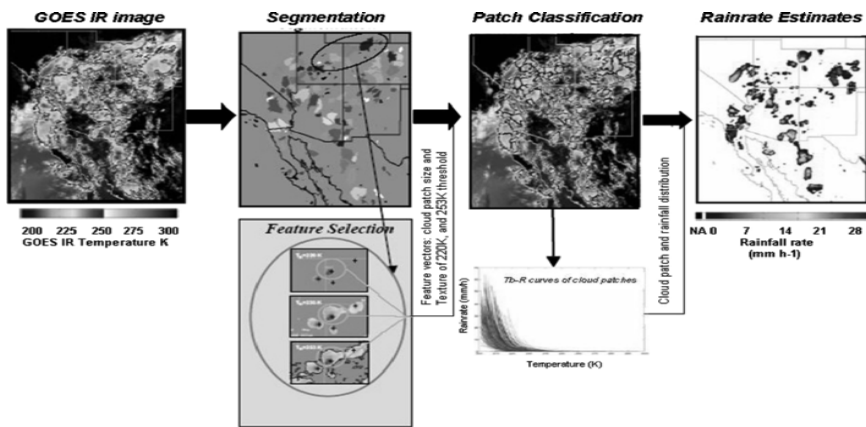 GOES IR image
Segmentation
Patch Classification
Rainrate Estimates
200 225 250 275 300
GOES IR Temperature K
Feature Selection
Feature vectors: cloud patch size and
Texture of 220K, and 253K threshold
Tb-R curves of cloud patches
Rainrate (mm/h)
Temperature (K)
Cloud patch and rainfall distribution
NA 0 7 14 21 28
Rainfall rate
(mm h-1)